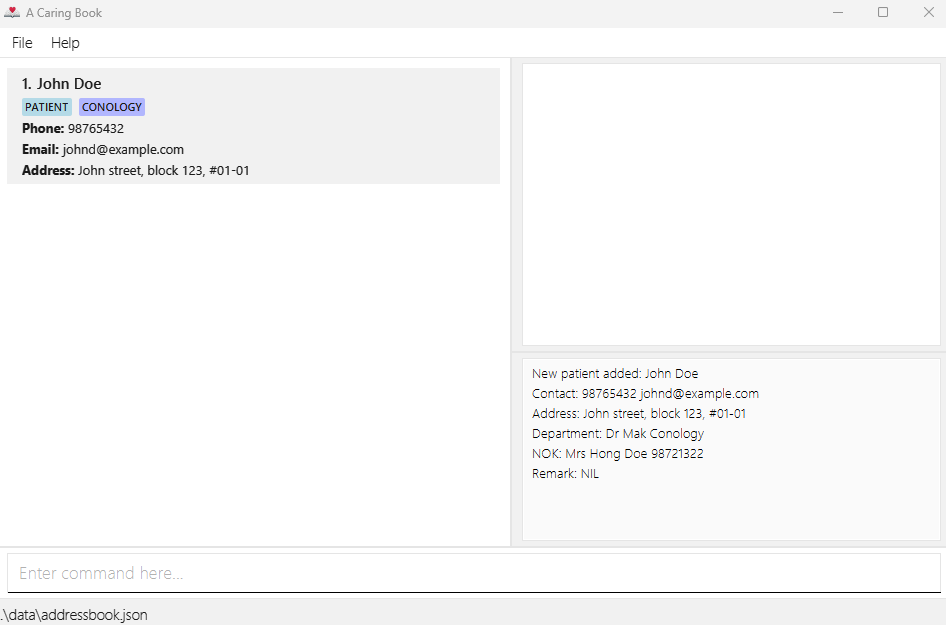 A Caring Book
File Help
1. John Doe
PATIENT CONOLOGY
Phone: 98765432
Email: johnd@example.com
Address: John street, block 123, #01-01
New patient added: John Doe
Contact: 98765432 johnd@example.com
Address: John street, block 123, #01-01
Department: Dr Mak Conology
NOK: Mrs Hong Doe 98721322
Remark: NIL
Enter command here...
.\data\addressbook.json